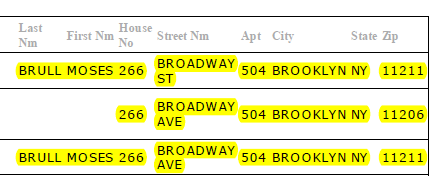 Last Nm First Nm House No Street Nm Apt City State Zip
BRULL MOSES 266 BROADWAY ST 504 BROOKLYN NY 11211
266 BROADWAY AVE 504 BROOKLYN NY 11206
BRULL MOSES 266 BROADWAY AVE 504 BROOKLYN NY 11211